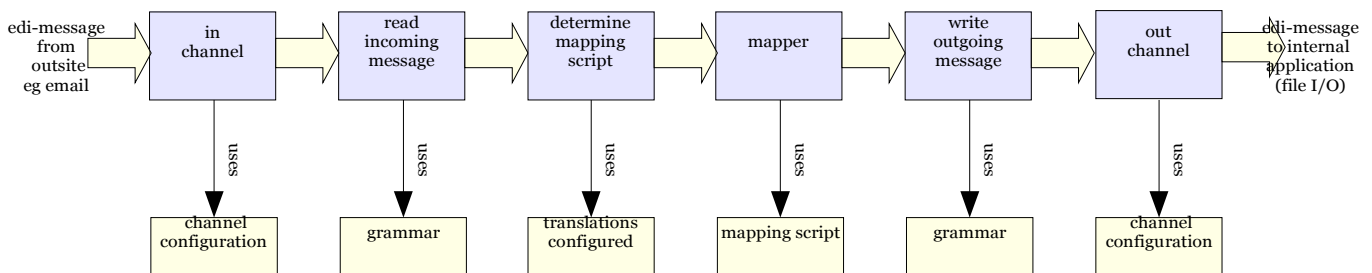 edi-message
from
outsite
eg email
in
channel
read
incoming
message
determine
mapping
script
mapper
write
outgoing
message
out
channel
edi-message
to internal
application
(file I/O)
uses
uses
uses
uses
uses
uses
channel
configuration
grammar
translations
configured
mapping script
grammar
channel
configuration